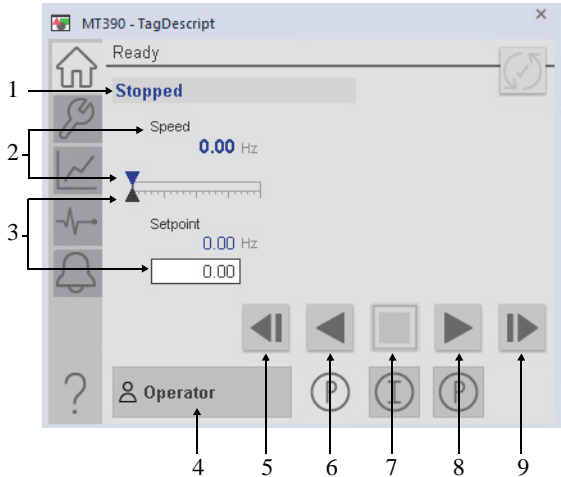 MT390 - TagDescript
×
Ready
1
Stopped
2
Speed
0.00 Hz
3
Setpoint
0.00 Hz
0.00
?
Operator
P
I
P
4 5 6 7 8 9